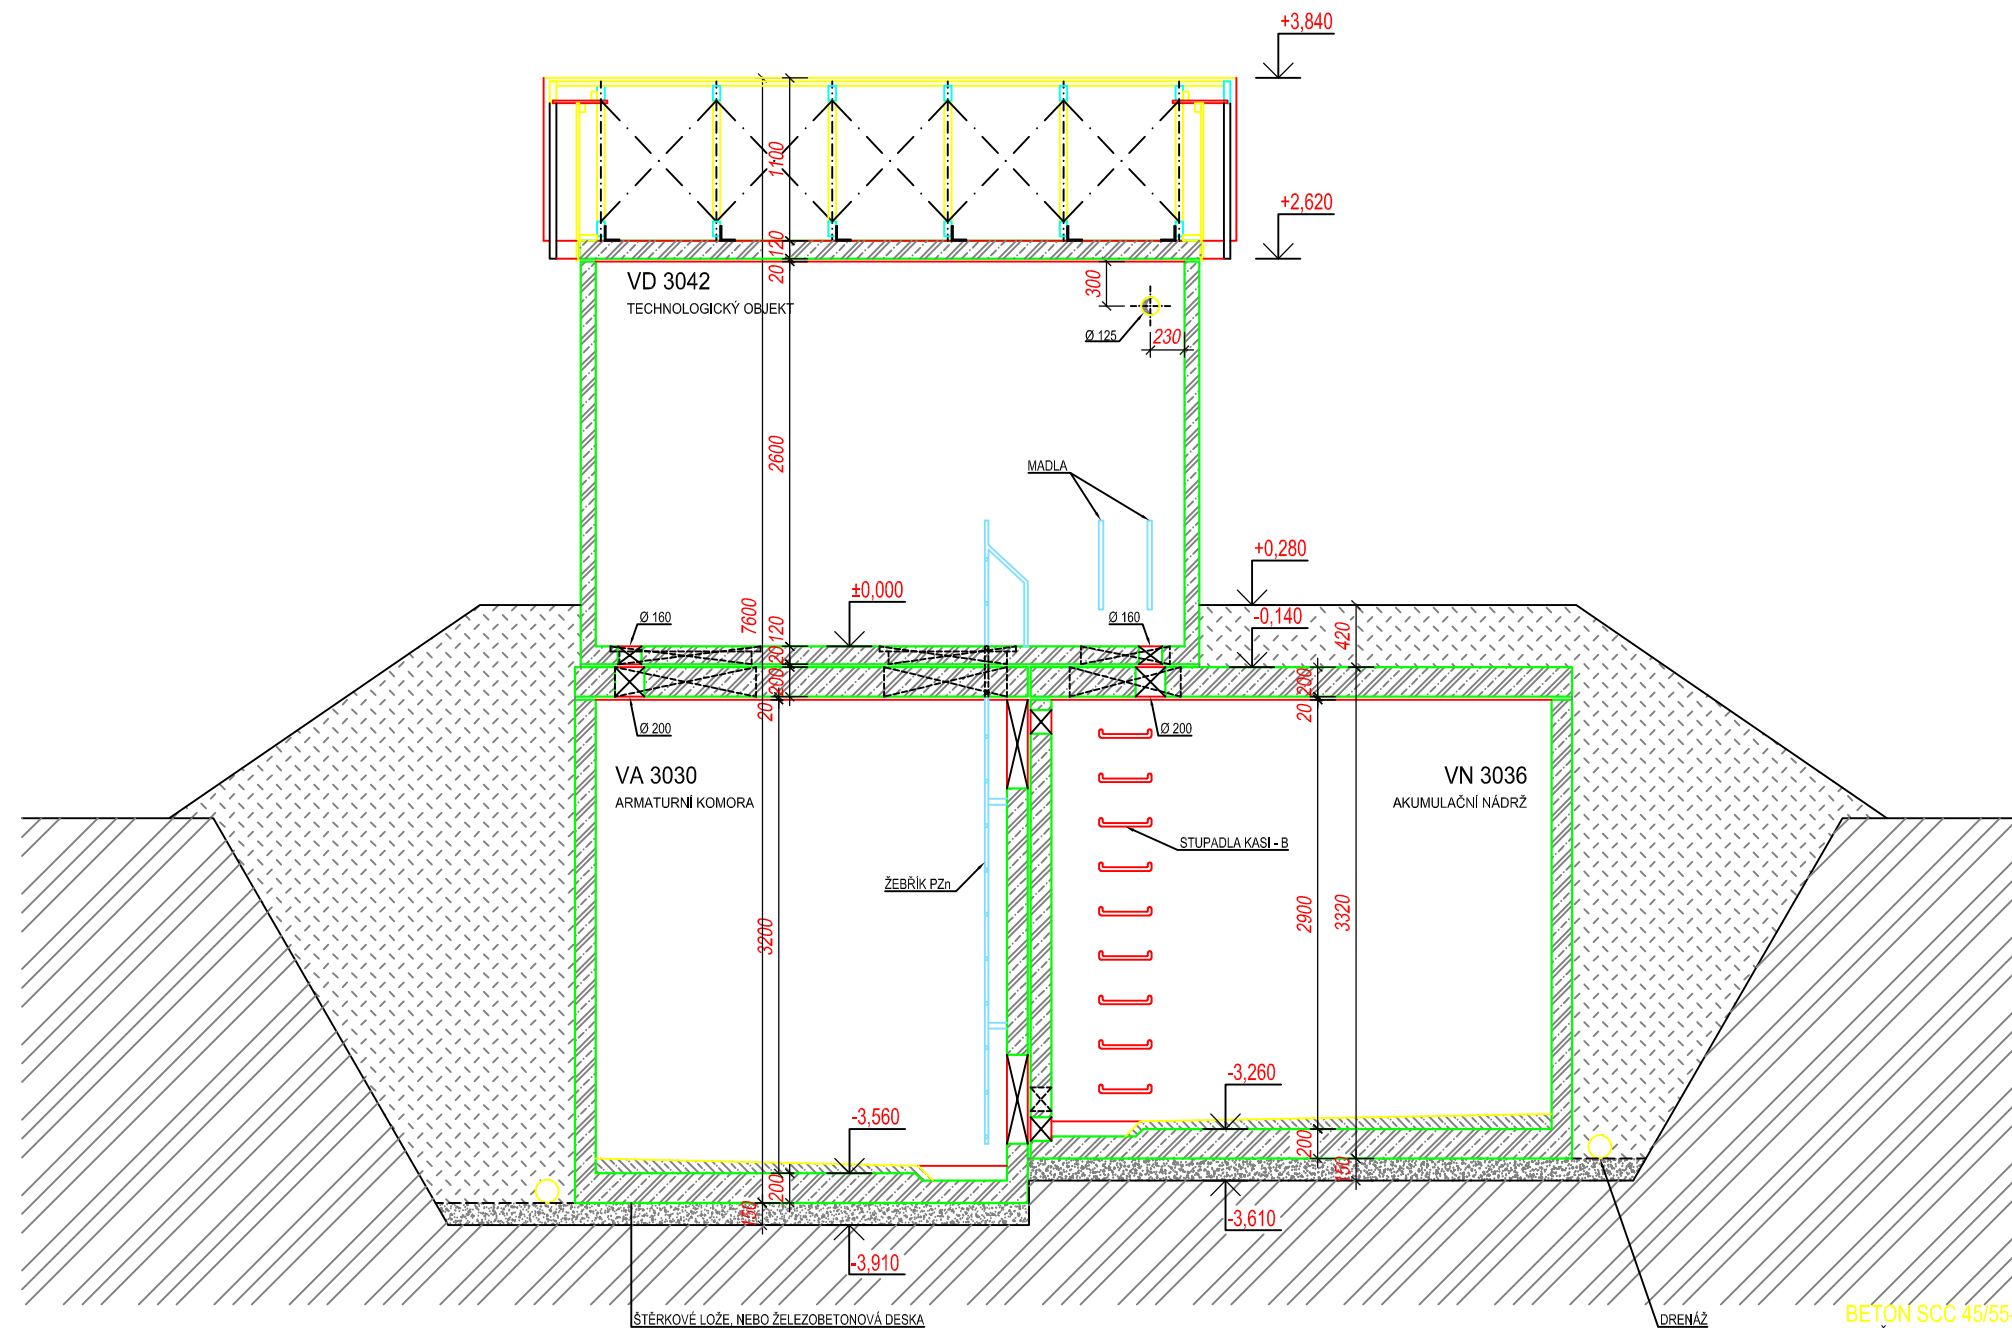 +3,840
1100
+2,620
120
20
VD 3042
TECHNOLOGICKÝ OBJEKT
300
Ø 125
230
2600
MADLA
+0,280
±0,000
-0,140
7600
Ø 160
120
Ø 160
420
20
200
200
20
20
Ø 200
Ø 200
VA 3030
ARMATURNÍ KOMORA
VN 3036
AKUMULAČNÍ NÁDRŽ
STUPADLA KASI - B
ŽEBŘÍK PZn
3200
2900
3320
-3,260
-3,560
200
150
200
150
-3,610
-3,910
ŠTĚRKOVÉ LOŽE, NEBO ŽELEZOBETONOVÁ DESKA
DRENÁŽ
BETON SCC 45/55-